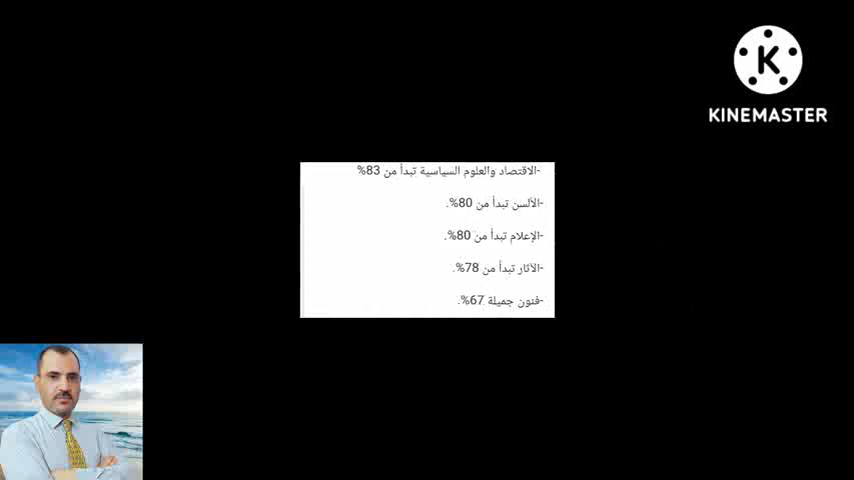 KINEMASTER
-الاقتصاد والعلوم السياسية تبدأ من 83%
-الألسن تبدأ من 80%.
-الإعلام تبدأ من 80%.
-الآثار تبدأ من 78%.
-فنون جميلة 67%.